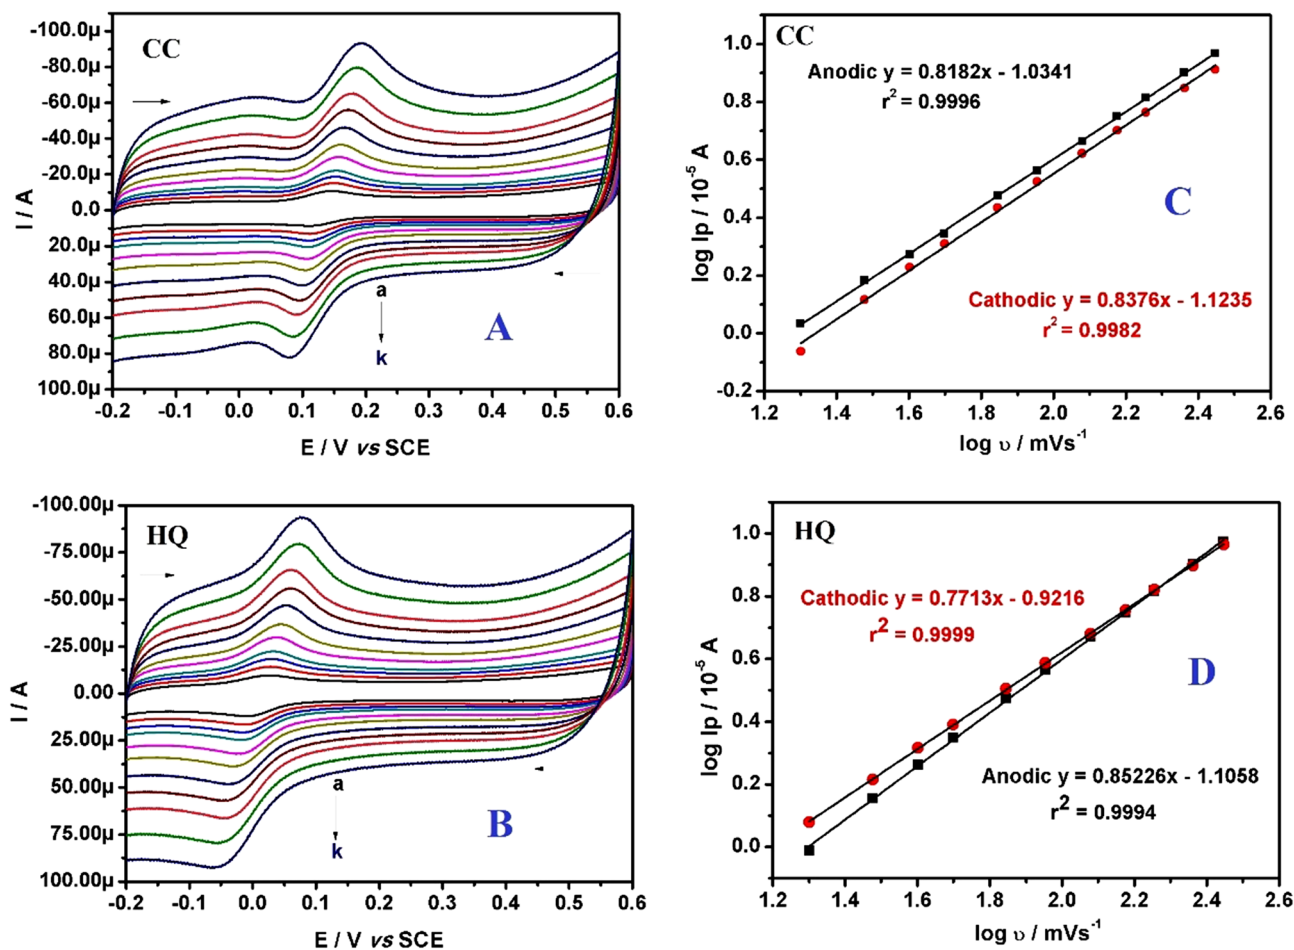 -100.0µ
-80.0µ
-60.0µ
-40.0µ
-20.0µ
0.0
20.0µ
40.0µ
60.0µ
80.0µ
100.0µ
I / A
CC
a
k
A
-0.2 -0.1 0.0 0.1 0.2 0.3 0.4 0.5 0.6
E / V vs SCE
1.0
0.8
0.6
0.4
0.2
0.0
-0.2
log Ip / 10⁻⁵ A
CC
Anodic y = 0.8182x - 1.0341
r² = 0.9996
C
Cathodic y = 0.8376x - 1.1235
r² = 0.9982
1.2 1.4 1.6 1.8 2.0 2.2 2.4 2.6
log υ / mVs⁻¹
-100.00µ
-75.00µ
-50.00µ
-25.00µ
0.00
25.00µ
50.00µ
75.00µ
100.00µ
I / A
HQ
a
k
B
-0.2 -0.1 0.0 0.1 0.2 0.3 0.4 0.5 0.6
E / V vs SCE
1.0
0.8
0.6
0.4
0.2
0.0
log Ip / 10⁻⁵ A
HQ
Cathodic y = 0.7713x - 0.9216
r² = 0.9999
D
Anodic y = 0.85226x - 1.1058
r² = 0.9994
1.2 1.4 1.6 1.8 2.0 2.2 2.4 2.6
log υ / mVs⁻¹